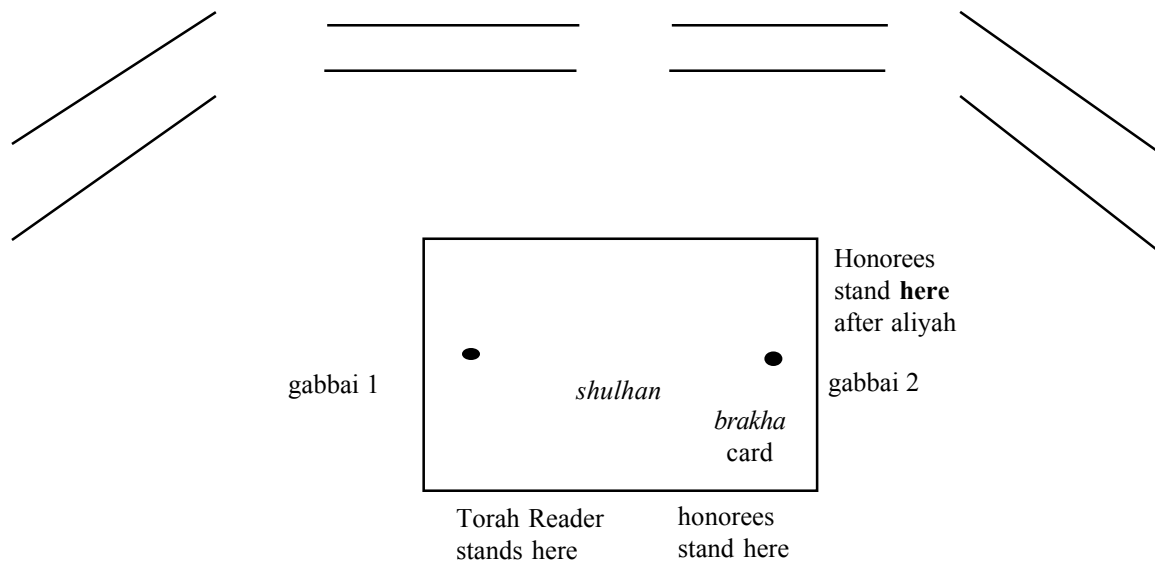 Honorees
stand here
after aliyah
gabbai 1
shulhan
gabbai 2
brakha
card
Torah Reader
stands here
honorees
stand here